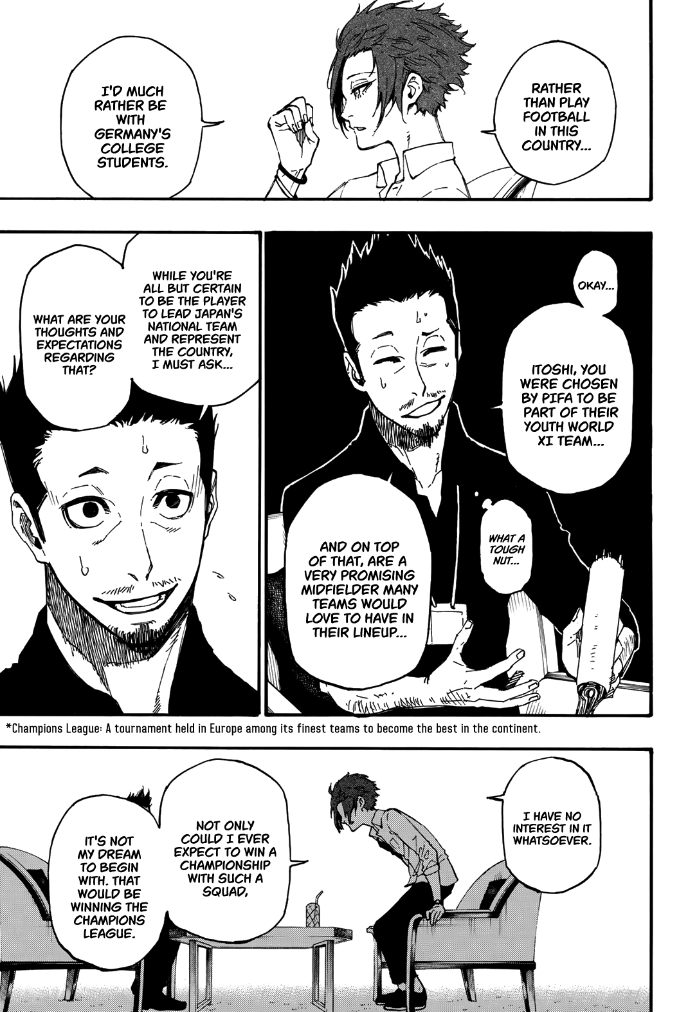 RATHER
THAN PLAY
FOOTBALL
IN THIS
COUNTRY...
I'D MUCH
RATHER BE
WITH
GERMANY'S
COLLEGE
STUDENTS.
OKAY...
ITOSHI, YOU
WERE CHOSEN
BY PIFA TO BE
PART OF THEIR
YOUTH WORLD
XI TEAM...
WHAT A
TOUGH
NUT...
AND ON TOP
OF THAT, ARE A
VERY PROMISING
MIDFIELDER MANY
TEAMS WOULD
LOVE TO HAVE IN
THEIR LINEUP...
WHILE YOU'RE
ALL BUT CERTAIN
TO BE THE PLAYER
TO LEAD JAPAN'S
NATIONAL TEAM
AND REPRESENT
THE COUNTRY,
I MUST ASK...
WHAT ARE YOUR
THOUGHTS AND
EXPECTATIONS
REGARDING
THAT?
*Champions League: A tournament held in Europe among its finest teams to become the best in the continent.
I HAVE NO
INTEREST IN IT
WHATSOEVER.
NOT ONLY
COULD I EVER
EXPECT TO WIN A
CHAMPIONSHIP
WITH SUCH A
SQUAD,
IT'S NOT
MY DREAM
TO BEGIN
WITH. THAT
WOULD BE
WINNING THE
CHAMPIONS
LEAGUE.